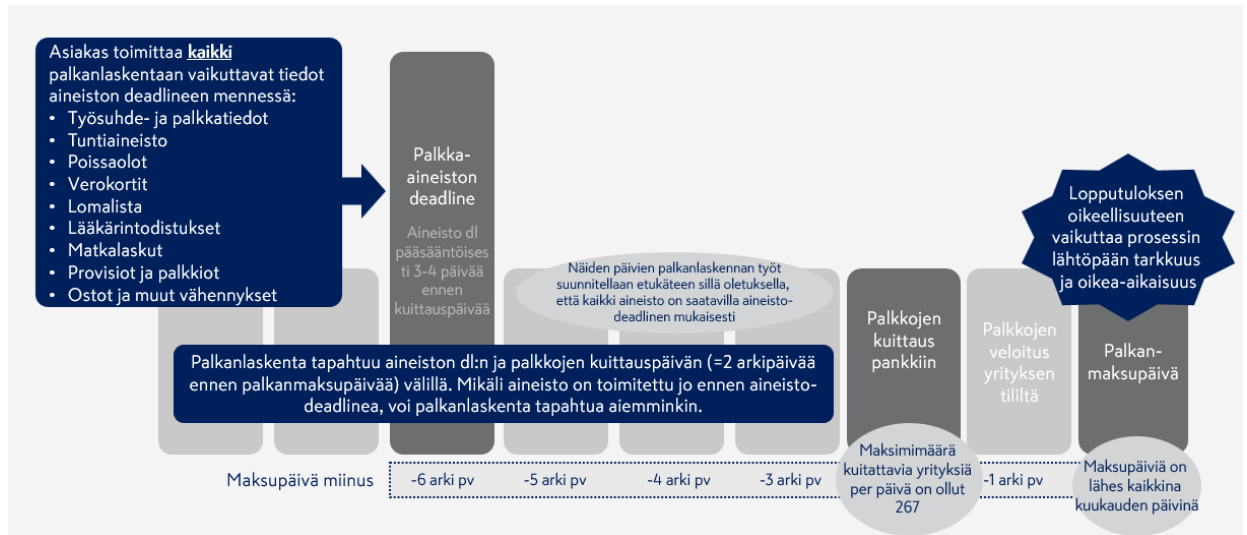 Asiakas toimittaa kaikki
palkanlaskentaan vaikuttavat tiedot
aineiston deadlineen mennessä:
• Työsuhde- ja palkkatiedot
• Tuntiaineisto
• Poissaolot
• Verokortit
• Lomalista
• Lääkärintodistukset
• Matkalaskut
• Provisiot ja palkkiot
• Ostot ja muut vähennykset
Palkka-
aineiston
deadline
Aineisto dl
pääsääntöises
ti 3-4 päivää
ennen
kuittauspäivää
Näiden päivien palkanlaskennan työt
suunnitellaan etukäteen sillä oletuksella,
että kaikki aineisto on saatavilla aineisto-
deadlinen mukaisesti
Palkanlaskenta tapahtuu aineiston dl:n ja palkkojen kuittauspäivän (=2 arkipäivää
ennen palkanmaksupäivää) välillä. Mikäli aineisto on toimitettu jo ennen aineisto-
deadlinea, voi palkanlaskenta tapahtua aiemminkin.
Palkkojen
kuittaus
pankkiin
Palkkojen
veloitus
yrityksen
tililtä
Lopputuloksen
oikeellisuuteen
vaikuttaa prosessin
lähtöpään tarkkuus
ja oikea-aikaisuus
Palkan-
maksupäivä
Maksupäivä miinus
-6 arki pv
-5 arki pv
-4 arki pv
-3 arki pv
Maksimimäärä
kuitattavia yrityksiä
per päivä on ollut
267
-1 arki pv
Maksupäiviä on
lähes kaikkina
kuukauden päivinä